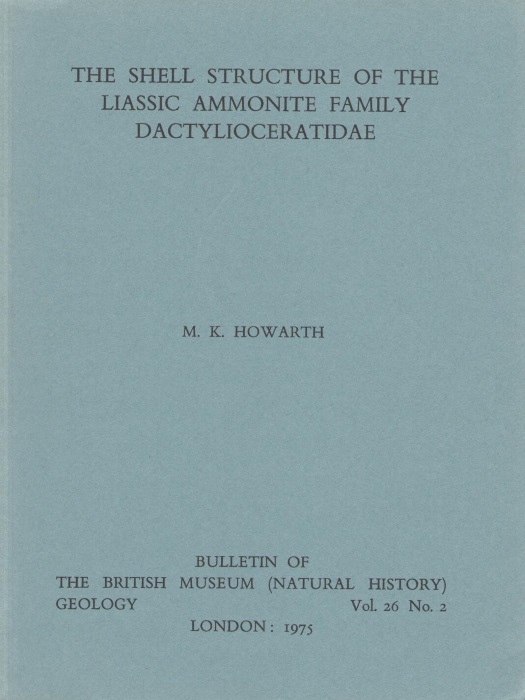 THE SHELL STRUCTURE OF THE
LIASSIC AMMONITE FAMILY
DACTYLIOCERATIDAE
M. K. HOWARTH
BULLETIN OF
THE BRITISH MUSEUM (NATURAL HISTORY)
GEOLOGY Vol. 26 No. 2
LONDON: 1975